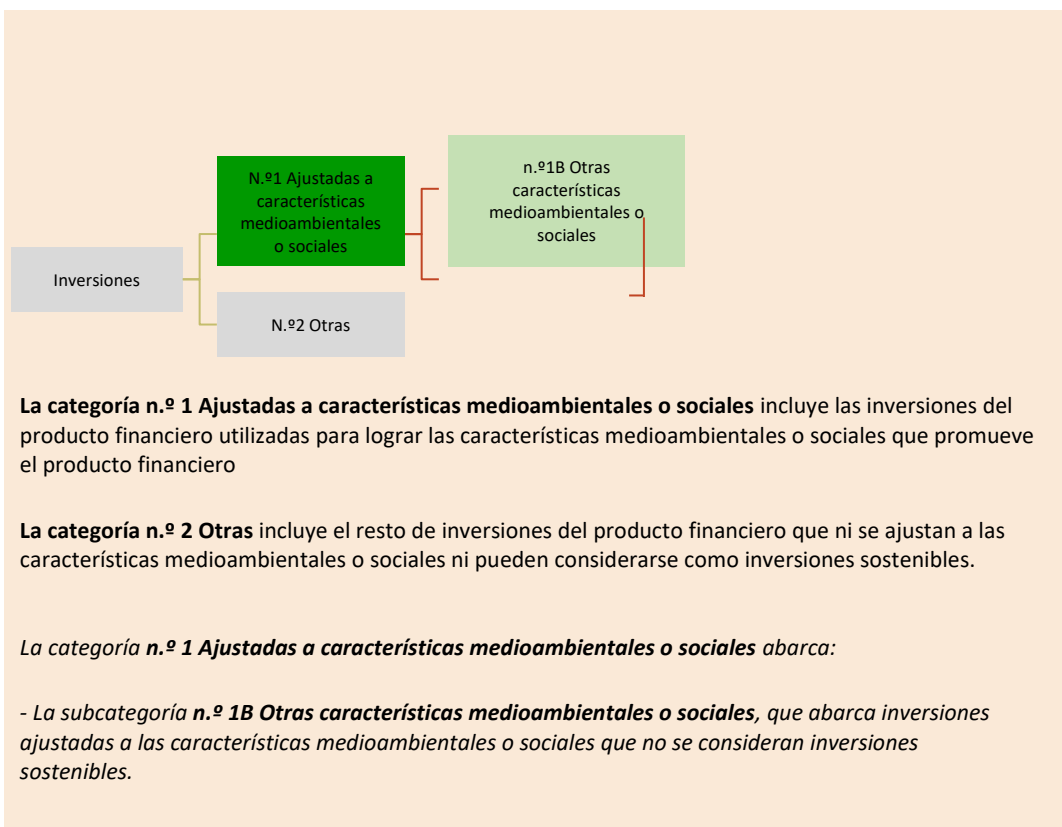 N.º1 Ajustadas a
características
medioambientales
o sociales
n.º1B Otras
características
medioambientales o
sociales
Inversiones
N.º2 Otras
La categoría n.º 1 Ajustadas a características medioambientales o sociales incluye las inversiones del
producto financiero utilizadas para lograr las características medioambientales o sociales que promueve
el producto financiero
La categoría n.º 2 Otras incluye el resto de inversiones del producto financiero que ni se ajustan a las
características medioambientales o sociales ni pueden considerarse como inversiones sostenibles.
La categoría n.º 1 Ajustadas a características medioambientales o sociales abarca:
- La subcategoría n.º 1B Otras características medioambientales o sociales, que abarca inversiones
ajustadas a las características medioambientales o sociales que no se consideran inversiones
sostenibles.